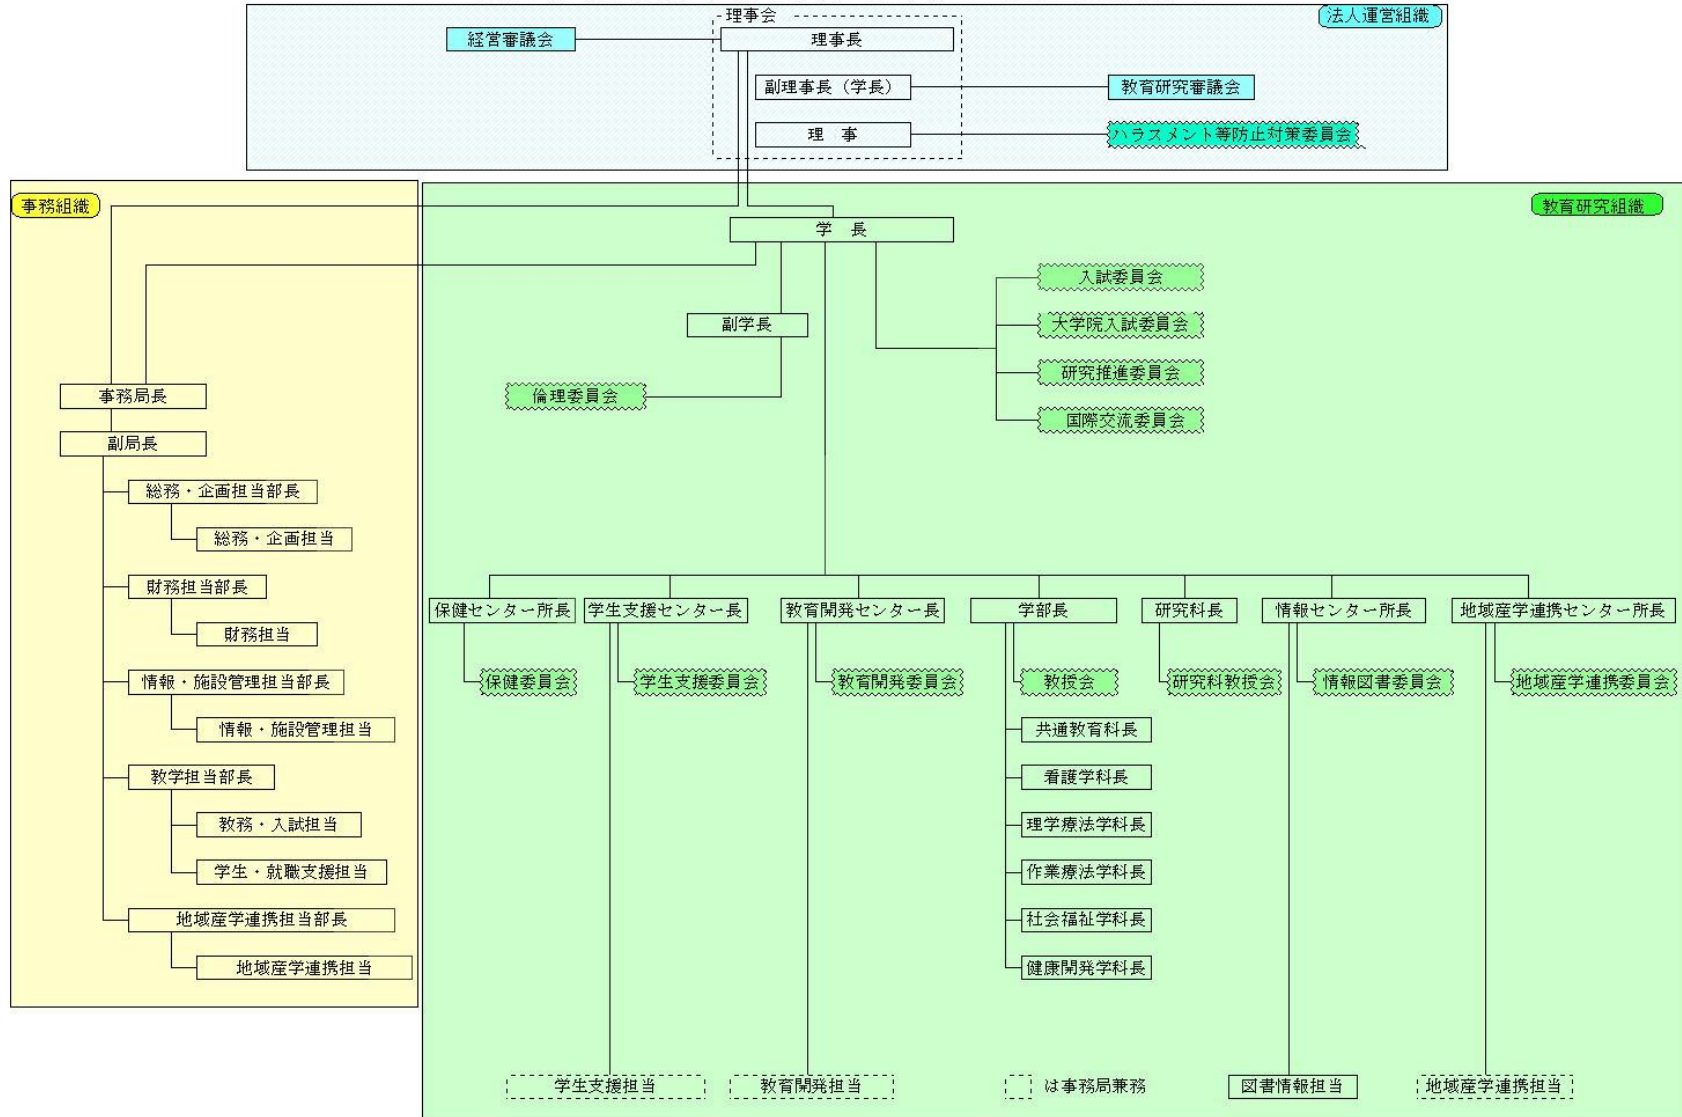 理事会
法人運営組織
経営審議会
理事長
副理事長（学長）
教育研究審議会
理　事
ハラスメント等防止対策委員会
事務組織
教育研究組織
学　長
入試委員会
副学長
大学院入試委員会
研究推進委員会
倫理委員会
国際交流委員会
事務局長
副局長
総務・企画担当部長
総務・企画担当
財務担当部長
財務担当
情報・施設管理担当部長
情報・施設管理担当
教学担当部長
教務・入試担当
学生・就職支援担当
地域産学連携担当部長
地域産学連携担当
保健センター所長
学生支援センター長
教育開発センター長
学部長
研究科長
情報センター所長
地域産学連携センター所長
保健委員会
学生支援委員会
教育開発委員会
教授会
研究科教授会
情報図書委員会
地域産学連携委員会
共通教育科長
看護学科長
理学療法学科長
作業療法学科長
社会福祉学科長
健康開発学科長
学生支援担当
教育開発担当
は事務局兼務
図書情報担当
地域産学連携担当